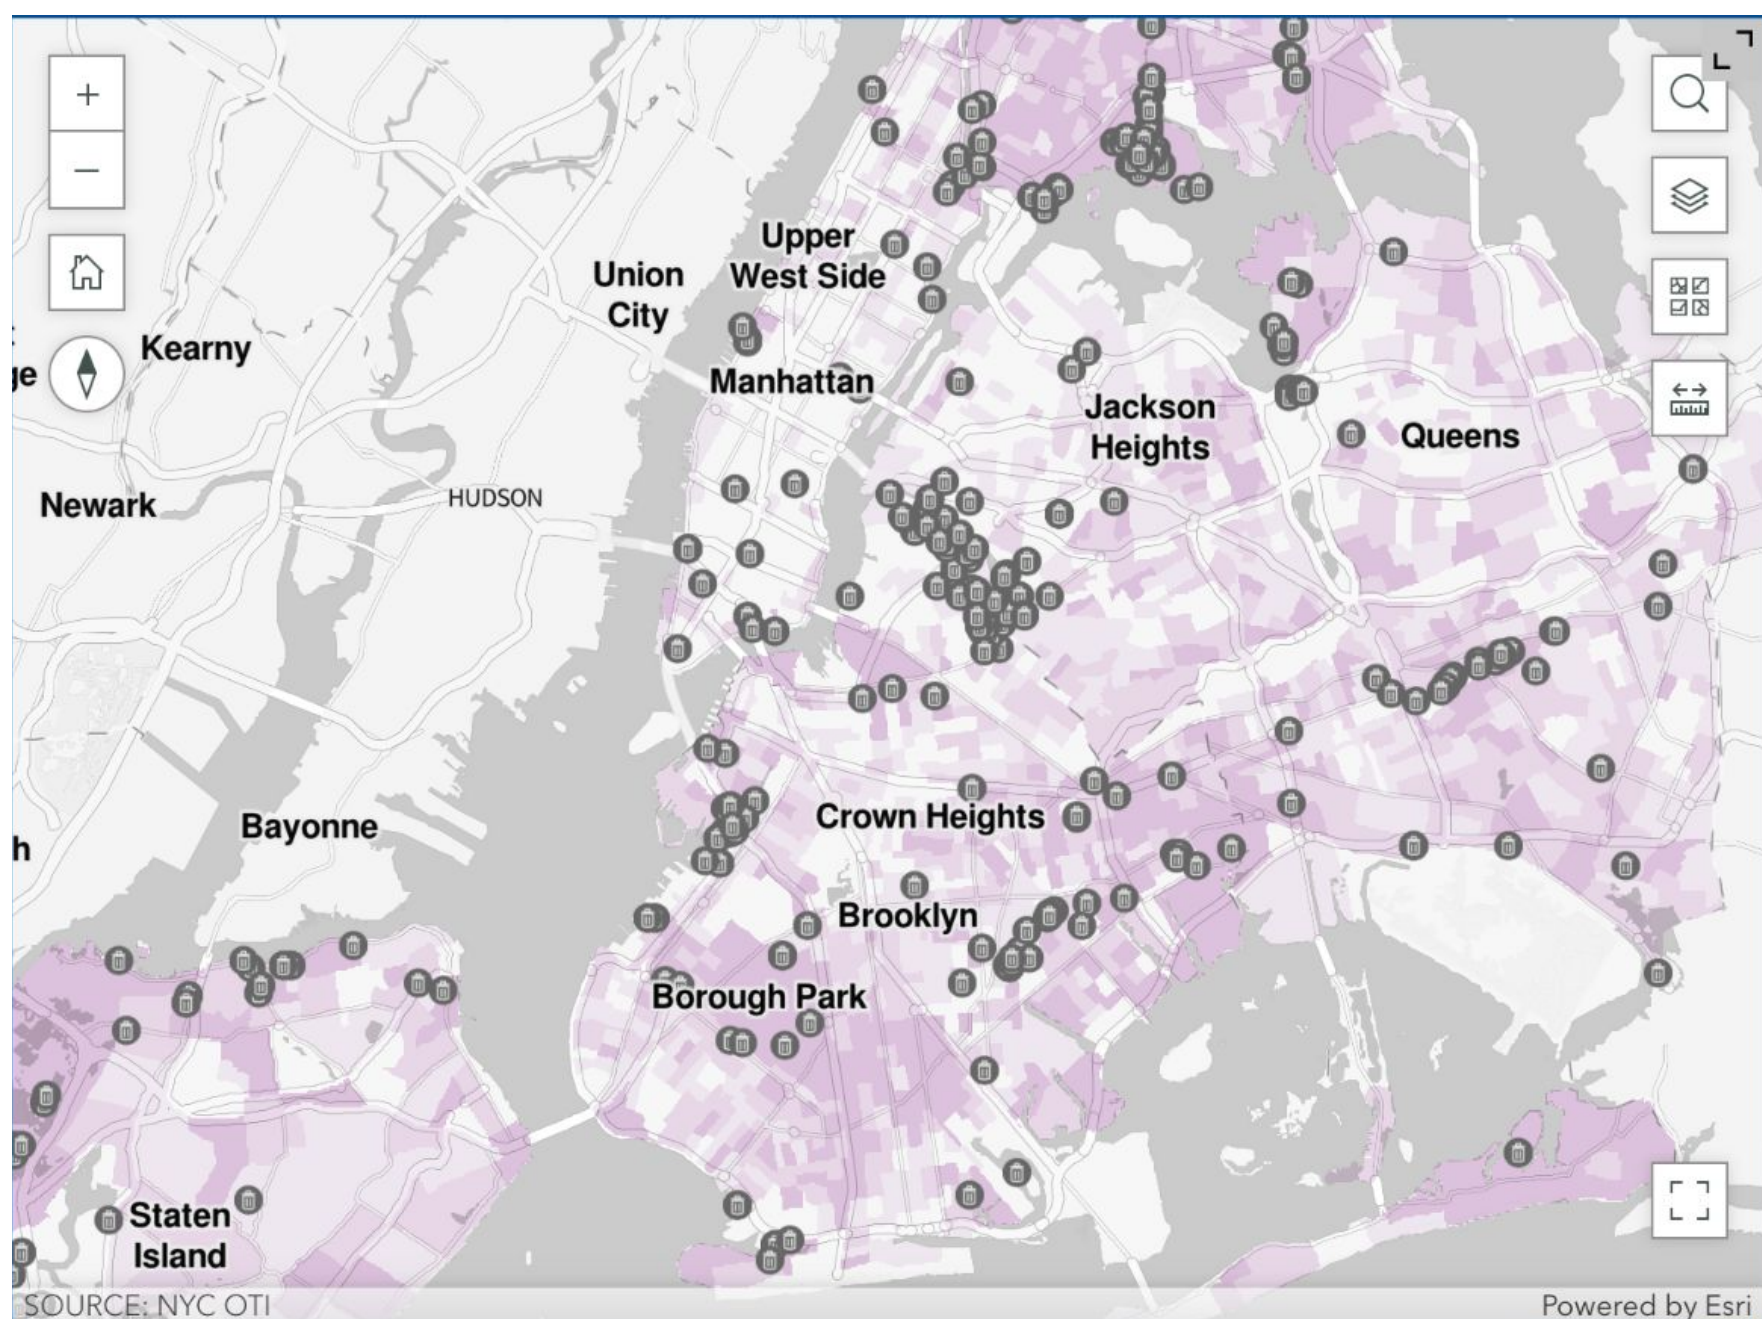 Upper
West Side
Union
City
Kearny
ge
Manhattan
Jackson
Heights
Queens
Newark
HUDSON
Crown Heights
Bayonne
h
Brooklyn
Borough Park
Staten
Island
SOURCE: NYC OTI
Powered by Esri